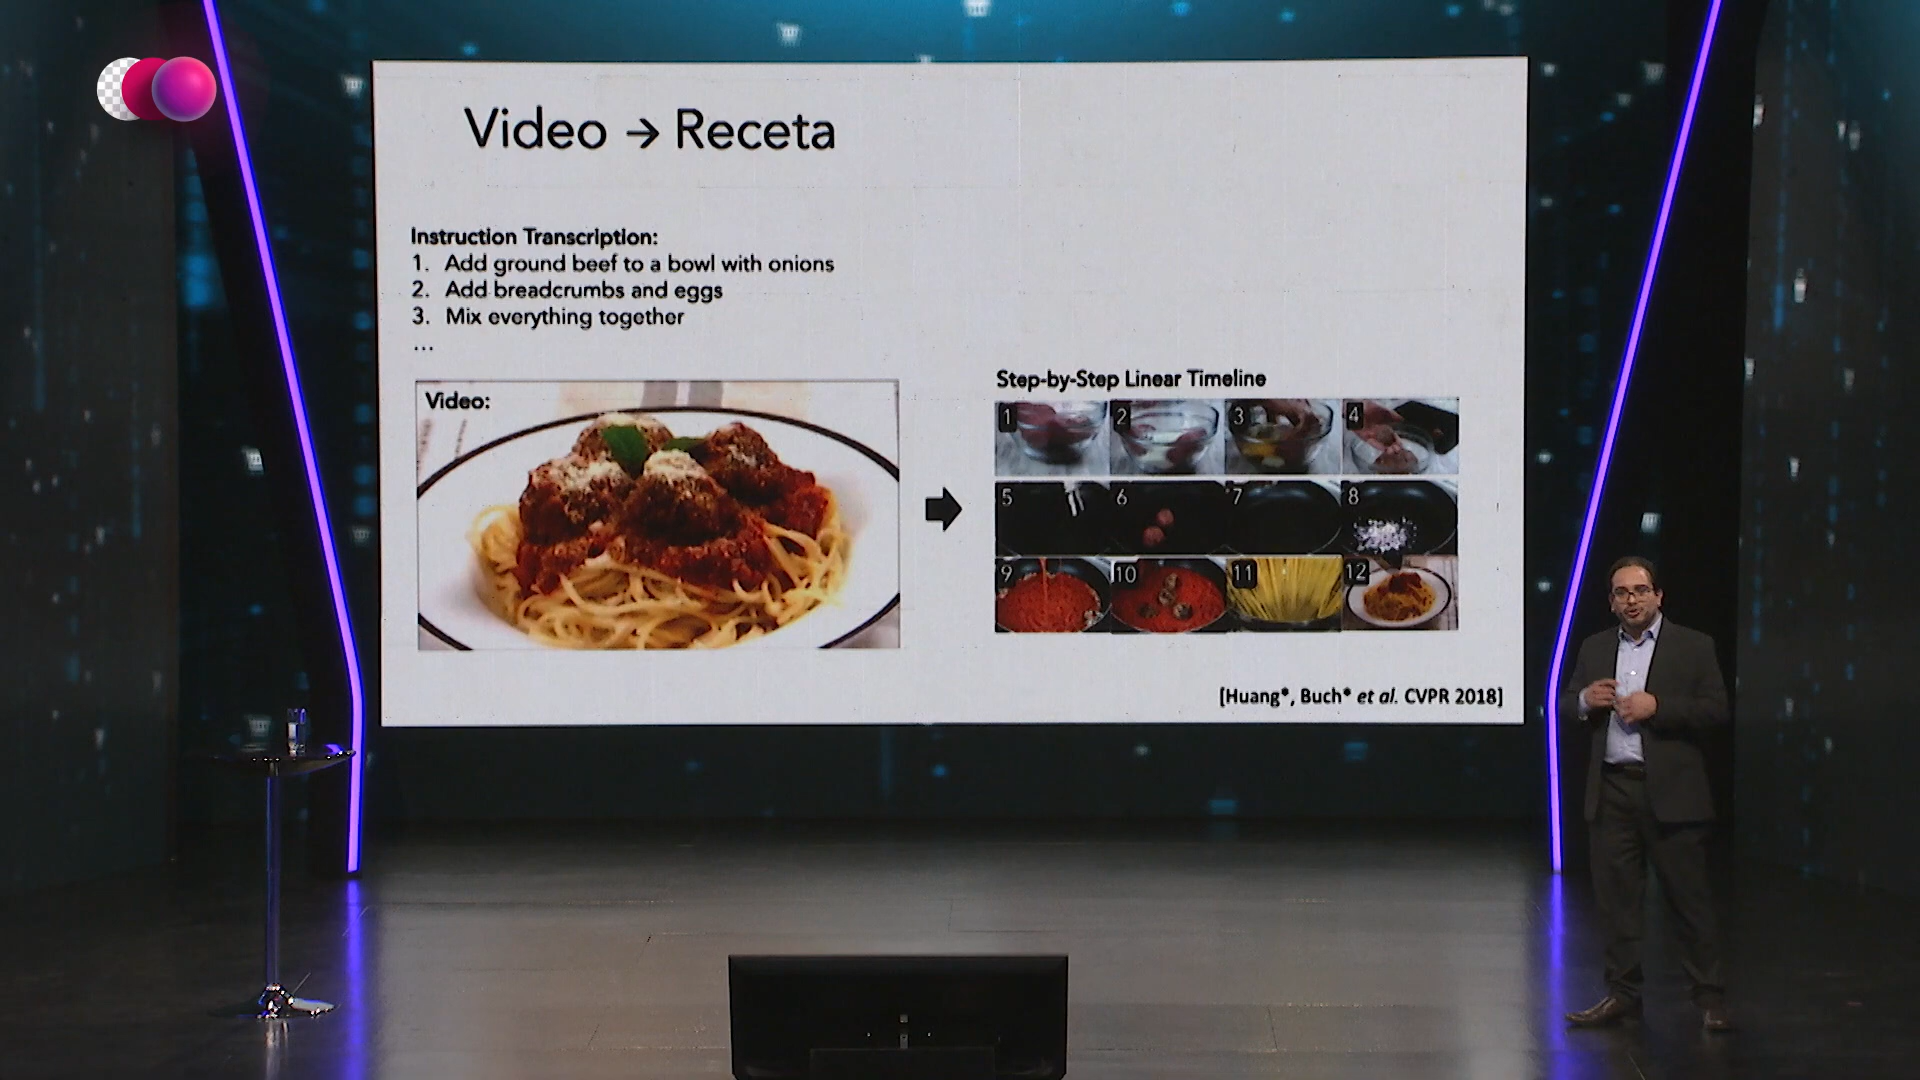 Video → Receta
Instruction Transcription:
1. Add ground beef to a bowl with onions
2. Add breadcrumbs and eggs
3. Mix everything together
...
Video:
Step-by-Step Linear Timeline
1 2 3 4
5 6 7 8
9 10 11 12
[Huang*, Buch* et al. CVPR 2018]